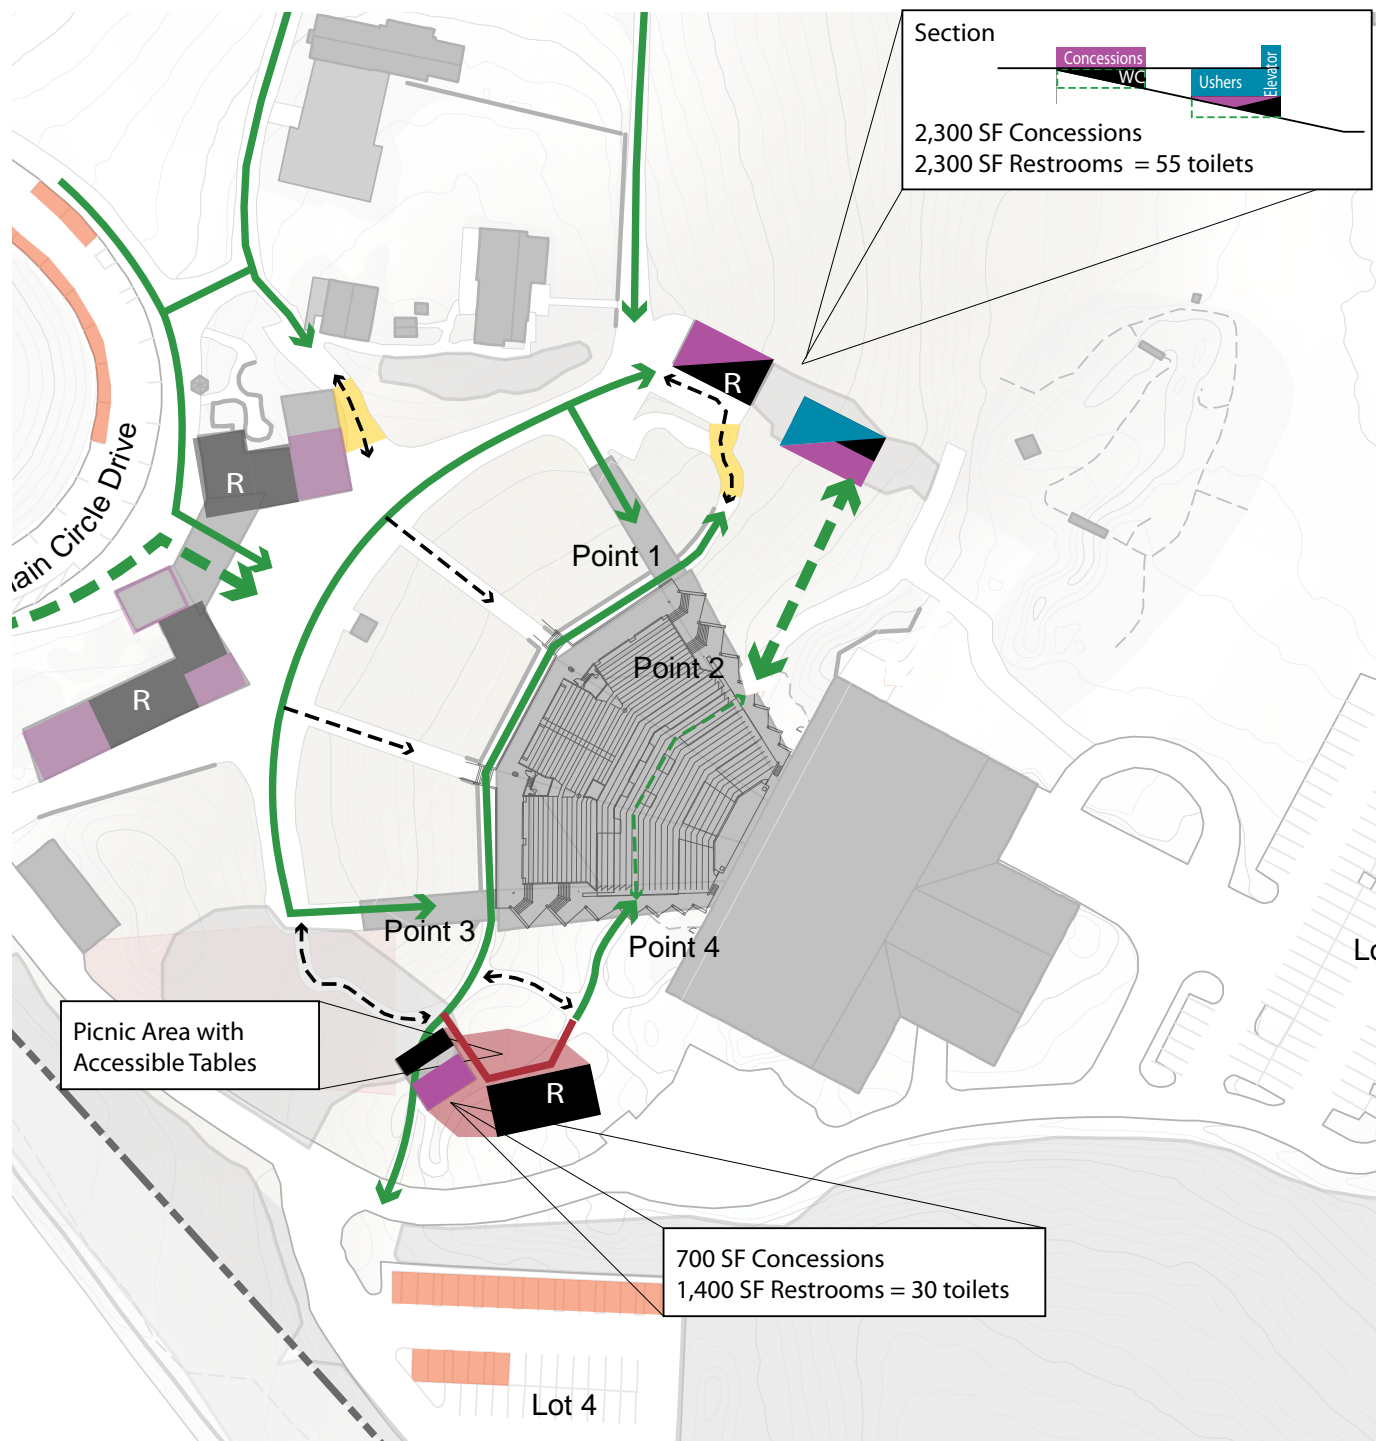 Section
Concessions
WC
Ushers
Elevator
2,300 SF Concessions
2,300 SF Restrooms = 55 toilets
R
R
ain Circle Drive
Point 1
Point 2
R
Point 3
Point 4
Picnic Area with
Accessible Tables
R
700 SF Concessions
1,400 SF Restrooms = 30 toilets
Lot 4